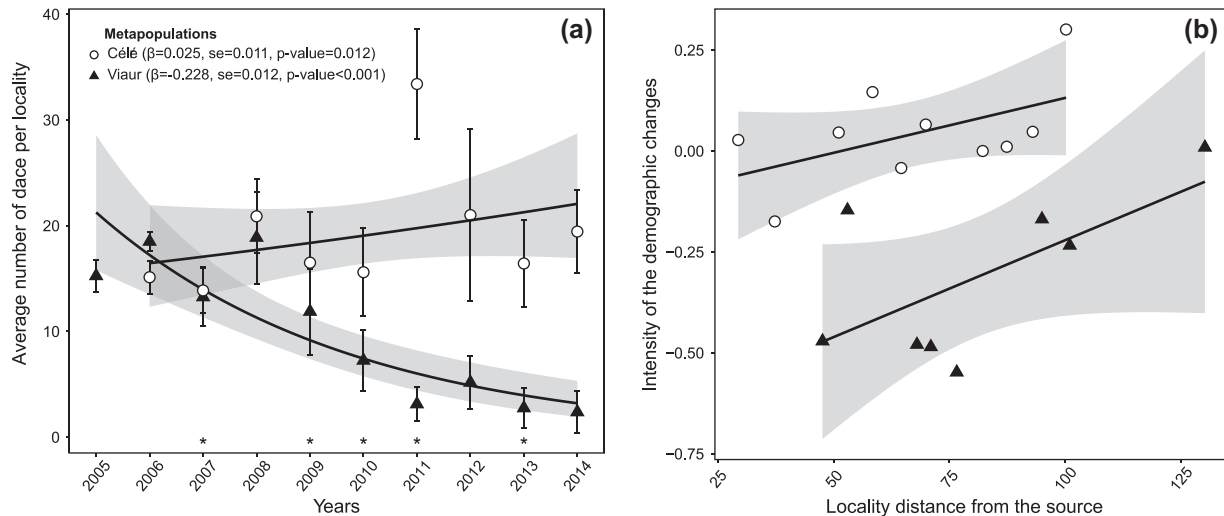 (a)
Metapopulations
Célé (β=0.025, se=0.011, p-value=0.012)
Viaur (β=-0.228, se=0.012, p-value<0.001)
Average number of dace per locality
40
30
20
10
0
* * * * *
2005 2006 2007 2008 2009 2010 2011 2012 2013 2014
Years
(b)
Intensity of the demographic changes
0.25
0.00
−0.25
−0.50
−0.75
25 50 75 100 125
Locality distance from the source